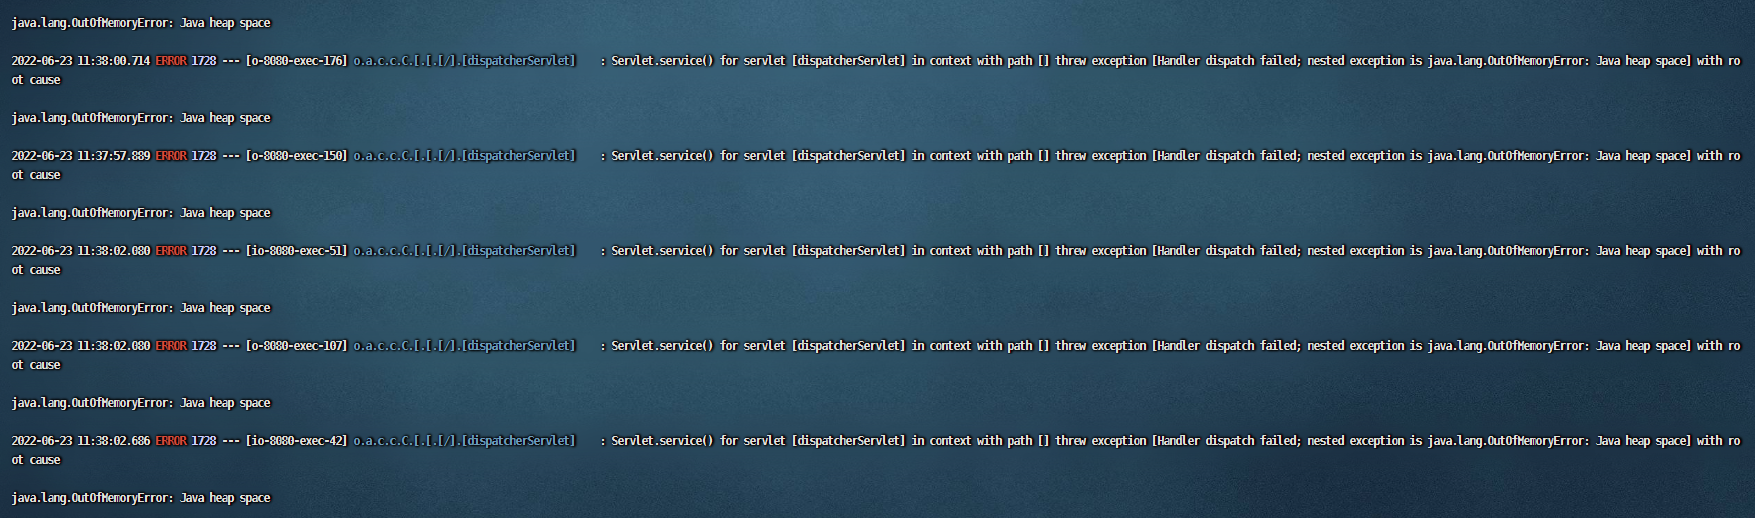 java.lang.OutOfMemoryError: Java heap space
2022-06-23 11:38:00.714 ERROR 1728 --- [o-8080-exec-176] o.a.c.c.C.[.[.[/].[dispatcherServlet]    : Servlet.service() for servlet [dispatcherServlet] in context with path [] threw exception [Handler dispatch failed; nested exception is java.lang.OutOfMemoryError: Java heap space] with ro
ot cause
java.lang.OutOfMemoryError: Java heap space
2022-06-23 11:37:57.889 ERROR 1728 --- [o-8080-exec-150] o.a.c.c.C.[.[.[/].[dispatcherServlet]    : Servlet.service() for servlet [dispatcherServlet] in context with path [] threw exception [Handler dispatch failed; nested exception is java.lang.OutOfMemoryError: Java heap space] with ro
ot cause
java.lang.OutOfMemoryError: Java heap space
2022-06-23 11:38:02.080 ERROR 1728 --- [io-8080-exec-51] o.a.c.c.C.[.[.[/].[dispatcherServlet]    : Servlet.service() for servlet [dispatcherServlet] in context with path [] threw exception [Handler dispatch failed; nested exception is java.lang.OutOfMemoryError: Java heap space] with ro
ot cause
java.lang.OutOfMemoryError: Java heap space
2022-06-23 11:38:02.080 ERROR 1728 --- [o-8080-exec-107] o.a.c.c.C.[.[.[/].[dispatcherServlet]    : Servlet.service() for servlet [dispatcherServlet] in context with path [] threw exception [Handler dispatch failed; nested exception is java.lang.OutOfMemoryError: Java heap space] with ro
ot cause
java.lang.OutOfMemoryError: Java heap space
2022-06-23 11:38:02.686 ERROR 1728 --- [io-8080-exec-42] o.a.c.c.C.[.[.[/].[dispatcherServlet]    : Servlet.service() for servlet [dispatcherServlet] in context with path [] threw exception [Handler dispatch failed; nested exception is java.lang.OutOfMemoryError: Java heap space] with ro
ot cause
java.lang.OutOfMemoryError: Java heap space